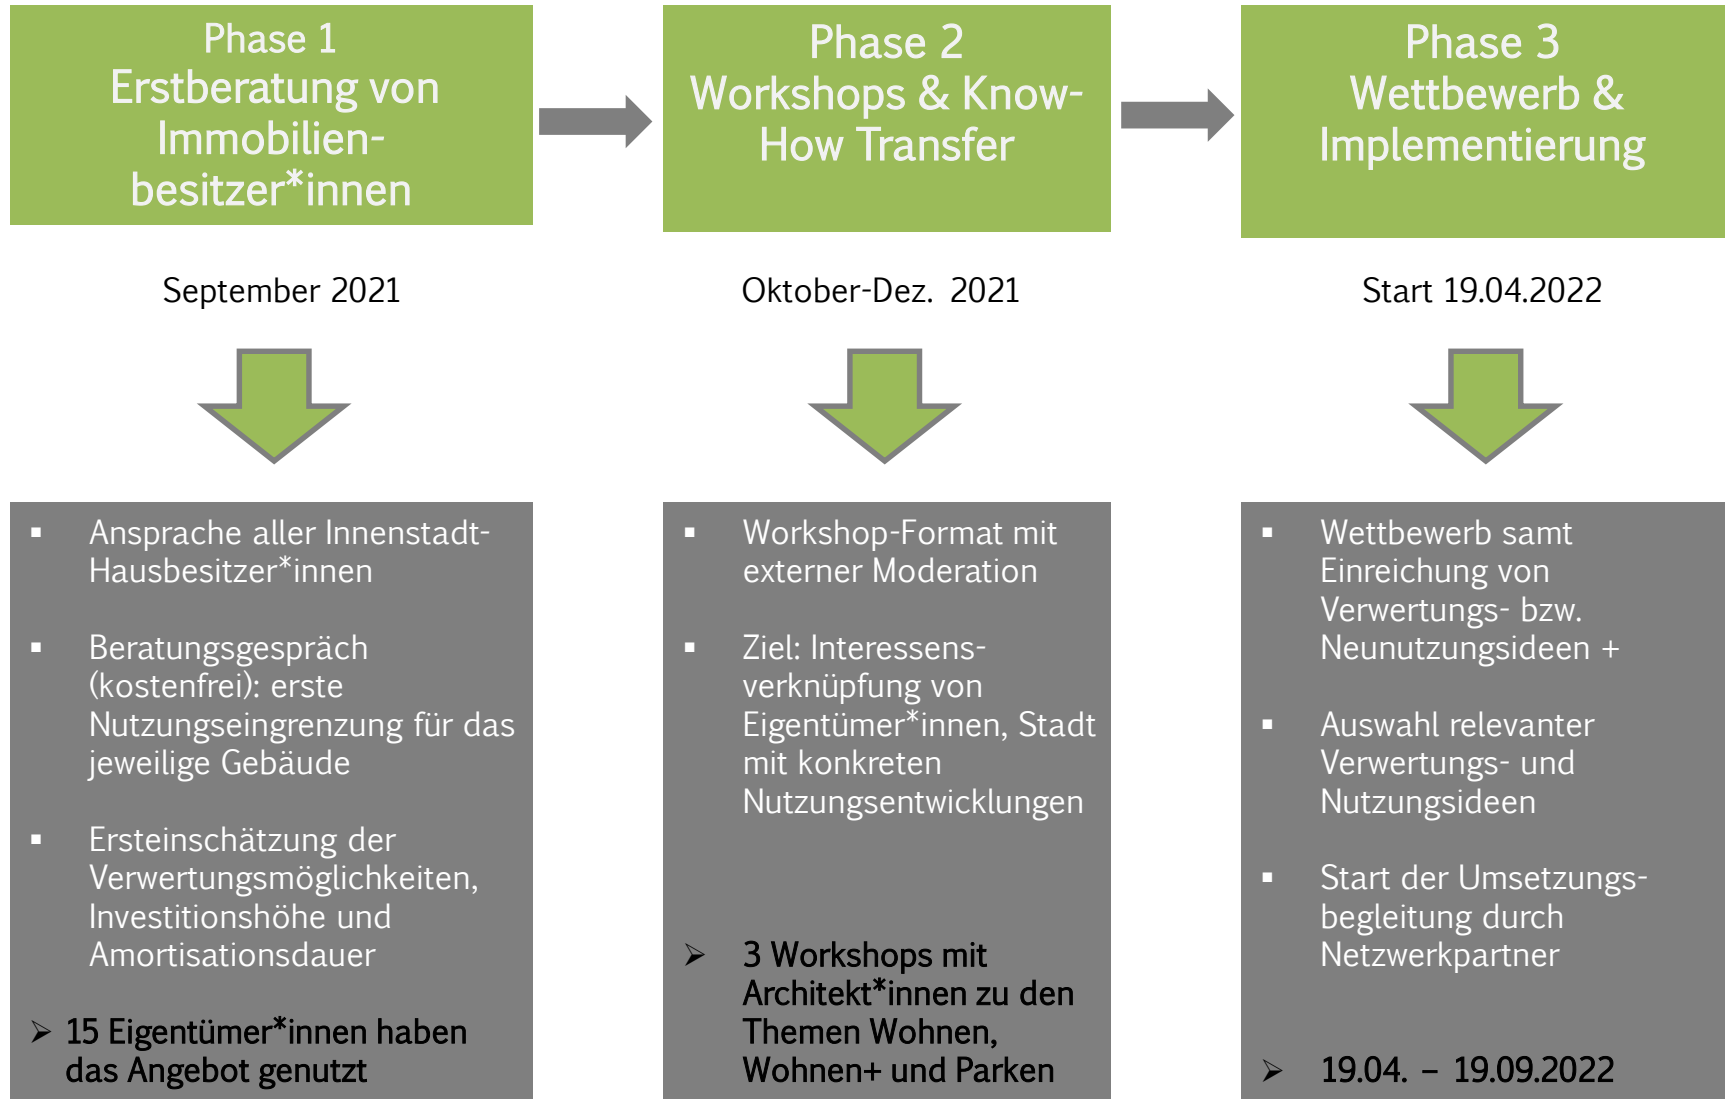 Phase 1
Erstberatung von
Immobilien-
besitzer*innen
Phase 2
Workshops & Know-
How Transfer
Phase 3
Wettbewerb &
Implementierung
September 2021
Oktober-Dez. 2021
Start 19.04.2022
▪ Ansprache aller Innenstadt-
Hausbesitzer*innen
▪ Beratungsgespräch
(kostenfrei): erste
Nutzungseingrenzung für das
jeweilige Gebäude
▪ Ersteinschätzung der
Verwertungsmöglichkeiten,
Investitionshöhe und
Amortisationsdauer
➢ 15 Eigentümer*innen haben
das Angebot genutzt
▪ Workshop-Format mit
externer Moderation
▪ Ziel: Interessens-
verknüpfung von
Eigentümer*innen, Stadt
mit konkreten
Nutzungsentwicklungen
➢ 3 Workshops mit
Architekt*innen zu den
Themen Wohnen,
Wohnen+ und Parken
▪ Wettbewerb samt
Einreichung von
Verwertungs- bzw.
Neunutzungsideen +
▪ Auswahl relevanter
Verwertungs- und
Nutzungsideen
▪ Start der Umsetzungs-
begleitung durch
Netzwerkpartner
➢ 19.04. – 19.09.2022